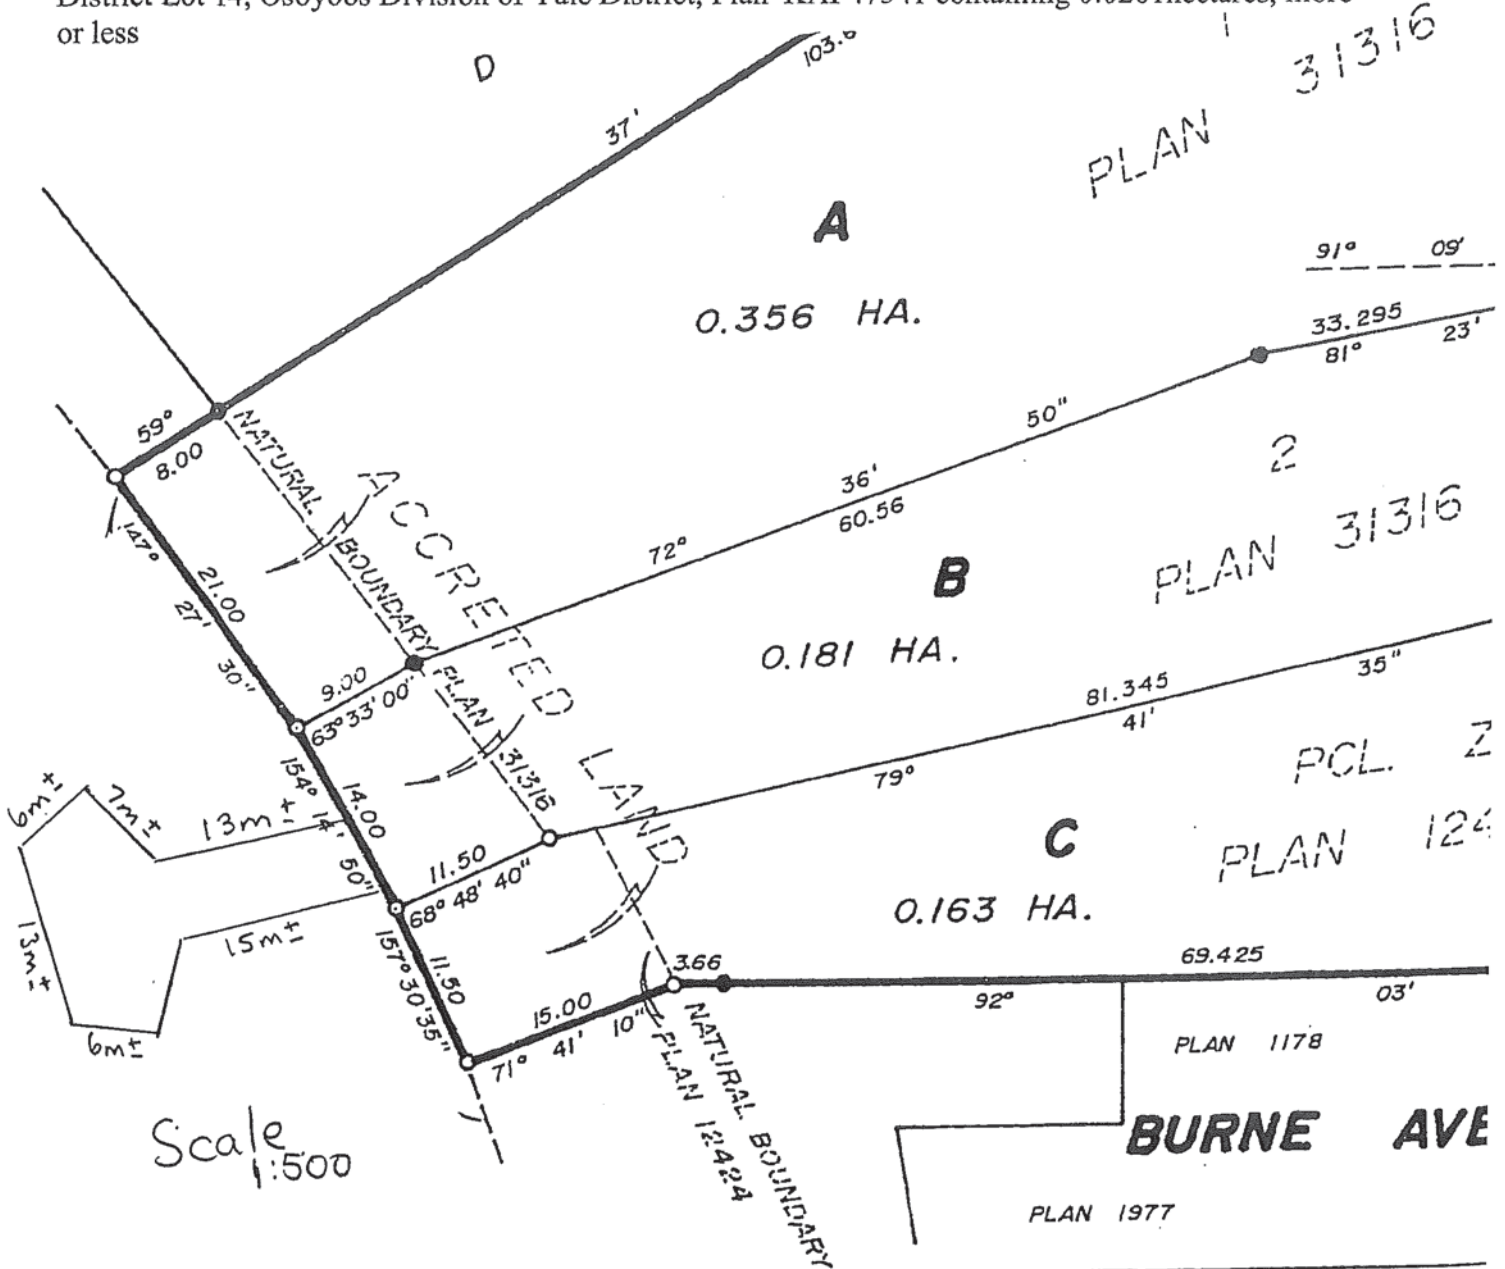 or less
D
103.6
31316
PLAN
37'
A
0.356 HA.
91° 09'
33.295
81° 23'
59°
8.00
NATURAL BOUNDARY PLAN 31316
ACCRETED LAND
50"
36'
60.56
72°
2
PLAN 31316
B
0.181 HA.
147° 27' 30"
21.00
9.00
63° 33' 00"
81.345
79° 41' 35"
PCL. Z
PLAN 124
C
0.163 HA.
154° 14' 50"
14.00
6m±
7m±
13m±
11.50
68° 48' 40"
13m±
15m±
6m±
157° 30' 35"
11.50
3.66
69.425
92° 03'
15.00
71° 41' 10"
NATURAL BOUNDARY
PLAN 12424
PLAN 1178
BURNE AVE
PLAN 1977
Scale
1:500